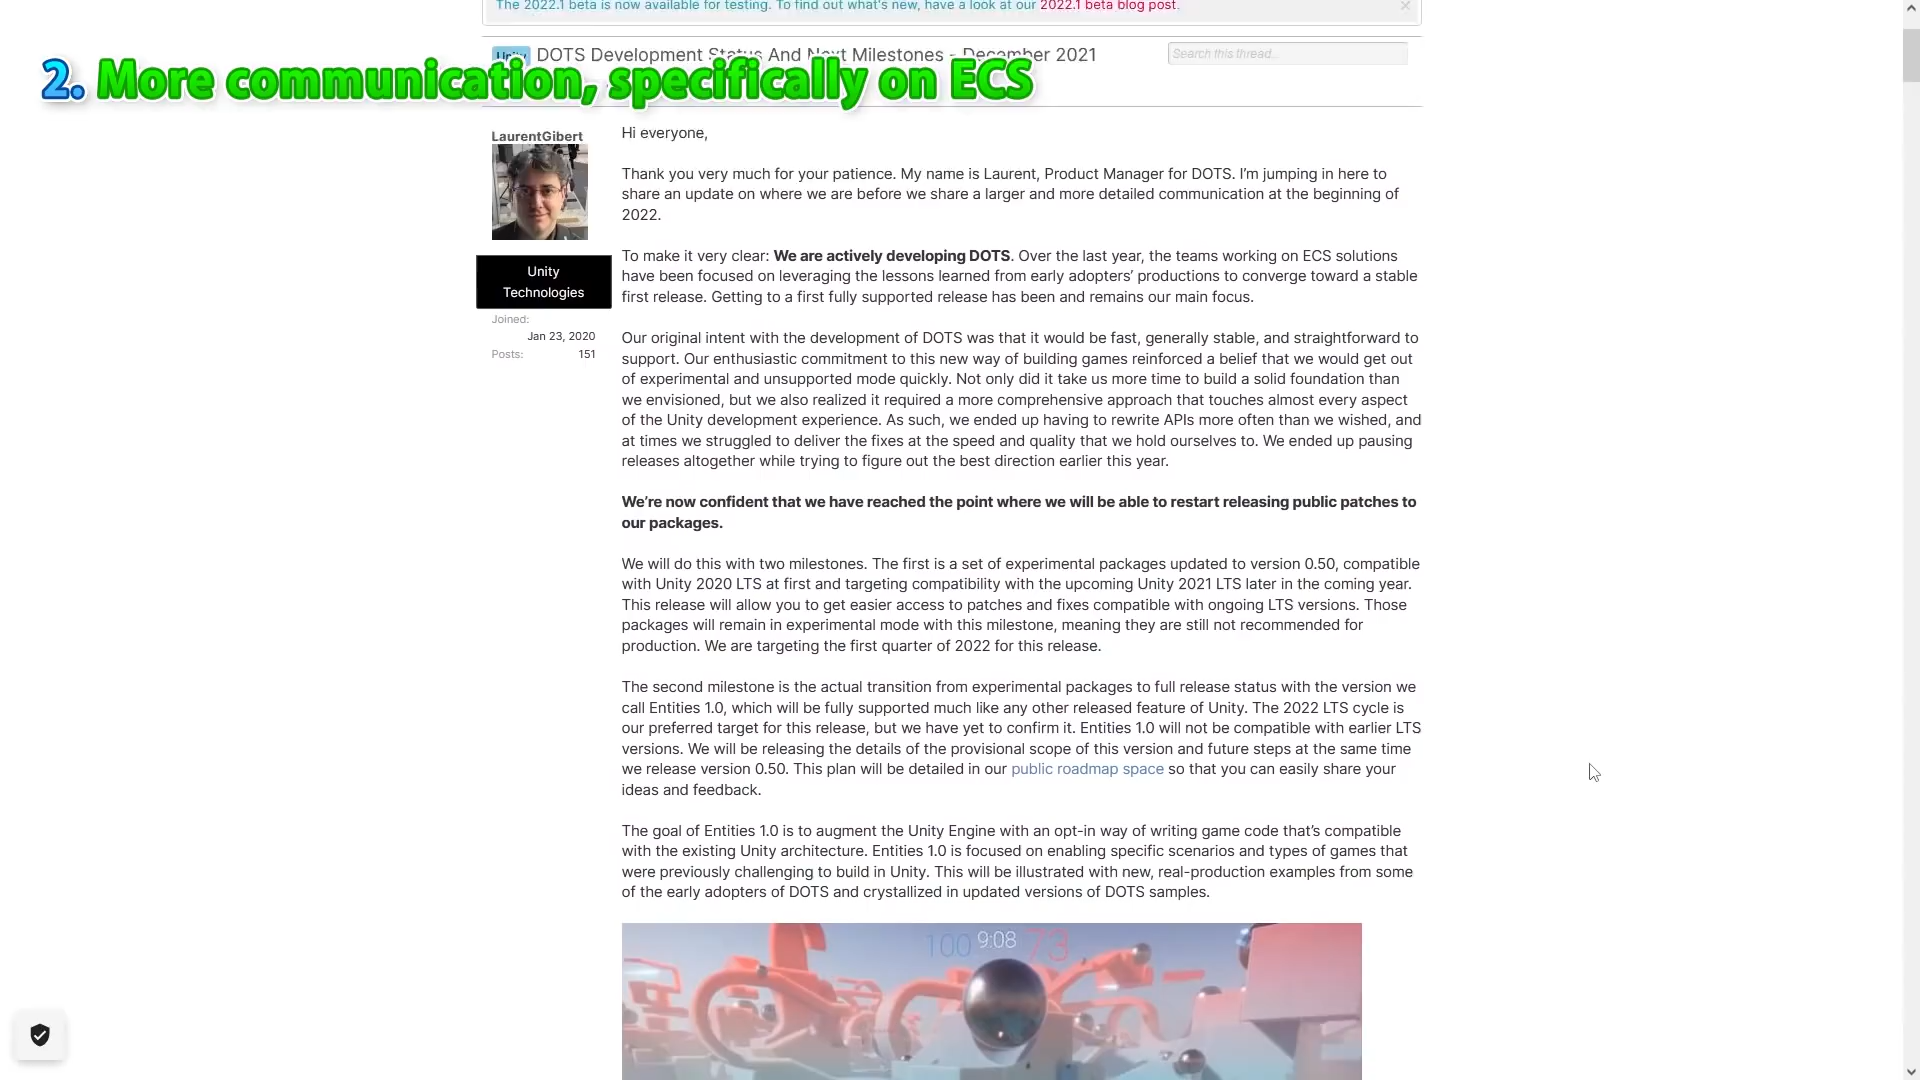 The 2022.1 beta is now available for testing. To find out what's new, have a look at our 2022.1 beta blog post.
Unity DOTS Development Status And Next Milestones - December 2021
Search this thread...
2. More communication, specifically on ECS
LaurentGibert
Unity
Technologies
Joined:
Jan 23, 2020
Posts: 151
Hi everyone,
Thank you very much for your patience. My name is Laurent, Product Manager for DOTS. I’m jumping in here to
share an update on where we are before we share a larger and more detailed communication at the beginning of
2022.
To make it very clear: We are actively developing DOTS. Over the last year, the teams working on ECS solutions
have been focused on leveraging the lessons learned from early adopters’ productions to converge toward a stable
first release. Getting to a first fully supported release has been and remains our main focus.
Our original intent with the development of DOTS was that it would be fast, generally stable, and straightforward to
support. Our enthusiastic commitment to this new way of building games reinforced a belief that we would get out
of experimental and unsupported mode quickly. Not only did it take us more time to build a solid foundation than
we envisioned, but we also realized it required a more comprehensive approach that touches almost every aspect
of the Unity development experience. As such, we ended up having to rewrite APIs more often than we wished, and
at times we struggled to deliver the fixes at the speed and quality that we hold ourselves to. We ended up pausing
releases altogether while trying to figure out the best direction earlier this year.
We’re now confident that we have reached the point where we will be able to restart releasing public patches to
our packages.
We will do this with two milestones. The first is a set of experimental packages updated to version 0.50, compatible
with Unity 2020 LTS at first and targeting compatibility with the upcoming Unity 2021 LTS later in the coming year.
This release will allow you to get easier access to patches and fixes compatible with ongoing LTS versions. Those
packages will remain in experimental mode with this milestone, meaning they are still not recommended for
production. We are targeting the first quarter of 2022 for this release.
The second milestone is the actual transition from experimental packages to full release status with the version we
call Entities 1.0, which will be fully supported much like any other released feature of Unity. The 2022 LTS cycle is
our preferred target for this release, but we have yet to confirm it. Entities 1.0 will not be compatible with earlier LTS
versions. We will be releasing the details of the provisional scope of this version and future steps at the same time
we release version 0.50. This plan will be detailed in our public roadmap space so that you can easily share your
ideas and feedback.
The goal of Entities 1.0 is to augment the Unity Engine with an opt-in way of writing game code that’s compatible
with the existing Unity architecture. Entities 1.0 is focused on enabling specific scenarios and types of games that
were previously challenging to build in Unity. This will be illustrated with new, real-production examples from some
of the early adopters of DOTS and crystallized in updated versions of DOTS samples.
100 9:08 73